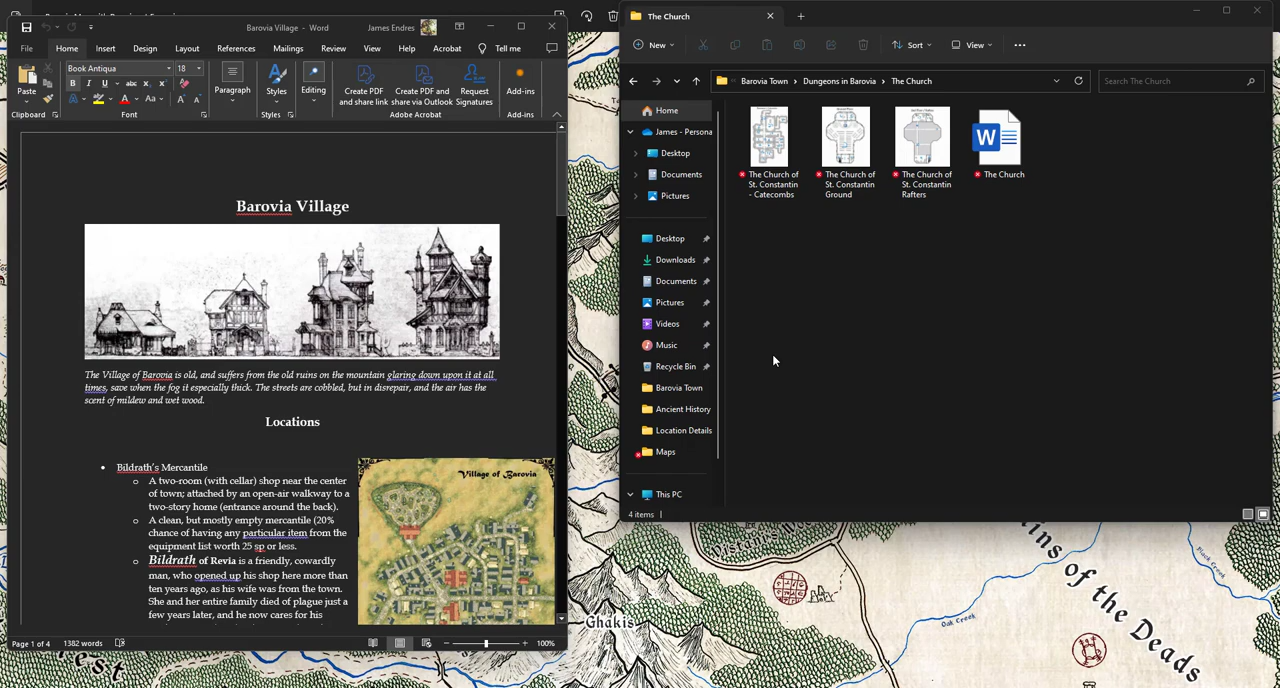 Barovia Village - Word
James Endres
File
Home
Insert
Design
Layout
References
Mailings
Review
View
Help
Acrobat
Tell me
Paste
Book Antiqua
18
B
I
U
ab
x₂
x²
A
Aa
Paragraph
Styles
Editing
Create PDF
and share link
Create PDF and
share via Outlook
Request
Signatures
Add-ins
Clipboard
Font
Styles
Adobe Acrobat
Add-ins
Barovia Village
The Village of Barovia is old, and suffers from the old ruins on the mountain glaring down upon it at all
times, save when the fog it especially thick. The streets are cobbled, but in disrepair, and the air has the
scent of mildew and wet wood.
Locations
• Bildrath's Mercantile
o A two-room (with cellar) shop near the center
of town; attached by an open-air walkway to a
two-story home (entrance around the back).
o A clean, but mostly empty mercantile (20%
chance of having any particular item from the
equipment list worth 25 sp or less.
o Bildrath of Revia is a friendly, cowardly
man, who opened up his shop here more than
ten years ago, as his wife was from the town.
She and her entire family died of plague just a
few years later, and he now cares for his
Village of Barovia
Page 1 of 4
1382 words
100%
The Church
New
Sort
View
Barovia Town
Dungeons in Barovia
The Church
Search The Church
Home
James - Persona
Desktop
Documents
Pictures
Desktop
Downloads
Documents
Pictures
Videos
Music
Recycle Bin
Barovia Town
Ancient History
Location Details
Maps
This PC
The Church of
St. Constantin
- Catecombs
The Church of
St. Constantin
Ground
The Church of
St. Constantin
Rafters
W
The Church
4 items
Ghakis
Oak Creek
Plock Creek
ins of the Deads
est